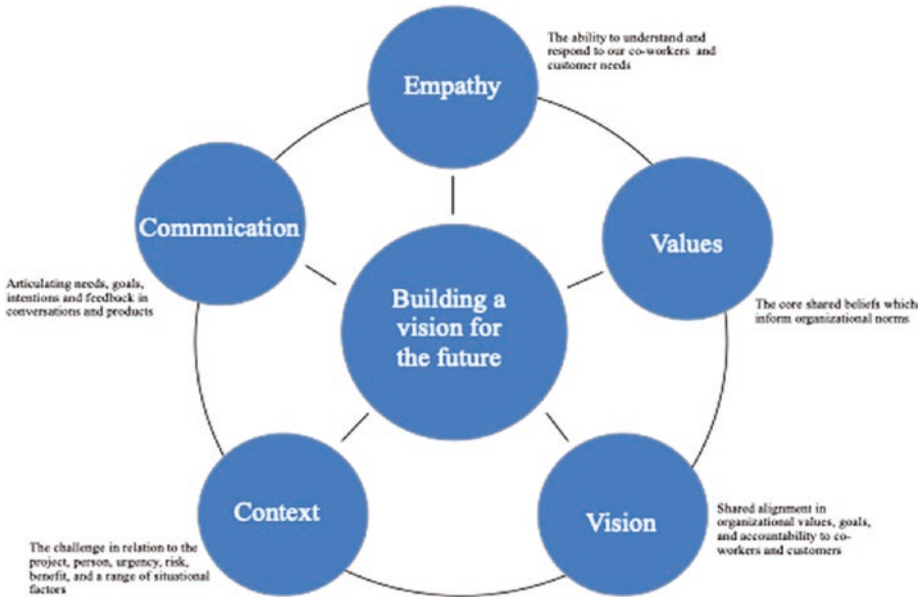 The ability to understand and
respond to our co-workers and
customer needs
Empathy
Commnication
Values
Articulating needs, goals,
intentions and feedback in
conversations and products
The core shared beliefs which
inform organizational norms
Building a
vision for
the future
Context
Vision
Shared alignment in
organizational values, goals,
and accountability to co-
workers and customers
The challenge in relation to the
project, person, urgency, risk,
benefit, and a range of situational
factors